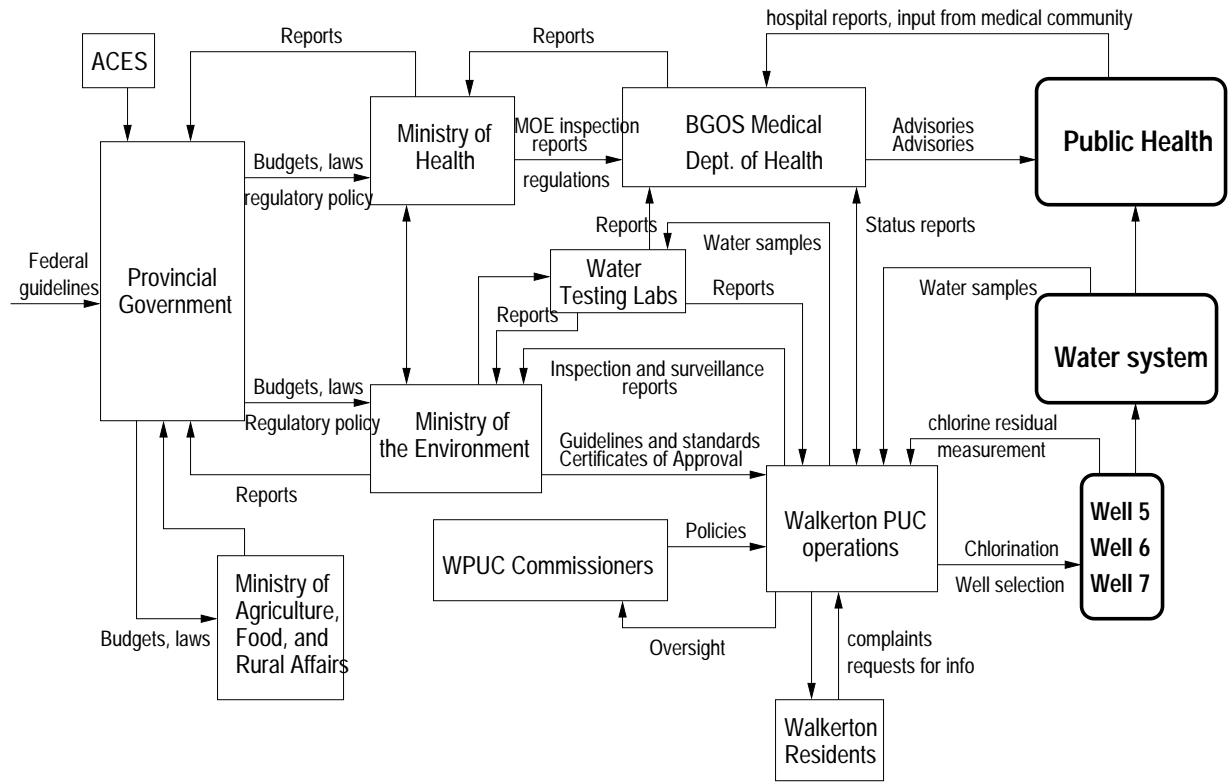 hospital reports, input from medical community
Reports
Reports
ACES
Ministry of
Health
MOE inspection
reports
regulations
BGOS Medical
Dept. of Health
Advisories
Advisories
Public Health
Budgets, laws
regulatory policy
Federal
guidelines
Provincial
Government
Reports
Water samples
Status reports
Water
Testing Labs
Reports
Reports
Water samples
Water system
Inspection and surveillance
reports
Budgets, laws
Regulatory policy
Ministry of
the Environment
Guidelines and standards
Certificates of Approval
chlorine residual
measurement
Reports
Walkerton PUC
operations
Well 5
Well 6
Well 7
Policies
WPUC Commissioners
Chlorination
Well selection
Ministry of
Agriculture,
Food, and
Rural Affairs
Budgets, laws
Oversight
complaints
requests for info
Walkerton
Residents